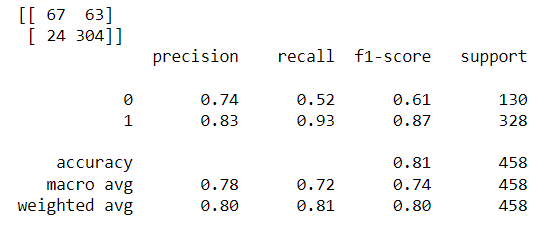 [[ 67 63]
[ 24 304]]
precision recall f1-score support
0 0.74 0.52 0.61 130
1 0.83 0.93 0.87 328
accuracy 0.81 458
macro avg 0.78 0.72 0.74 458
weighted avg 0.80 0.81 0.80 458